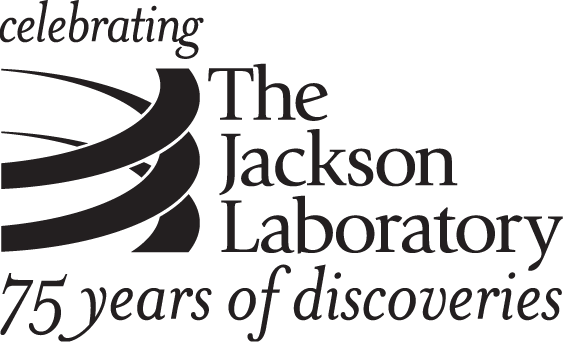 celebrating
The
Jackson
Laboratory
75 years of discoveries